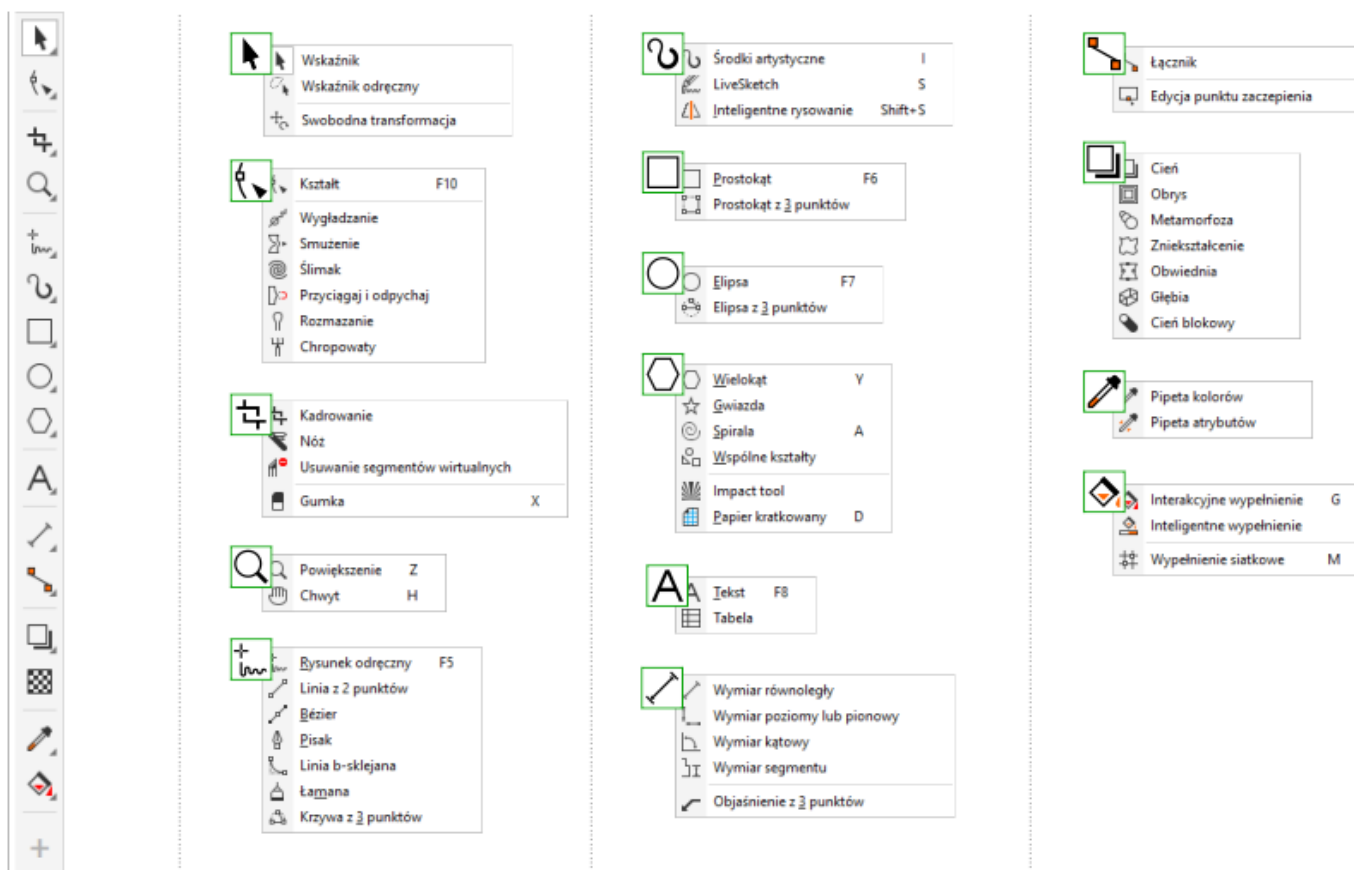 Wskaźnik
Wskaźnik odręczny
Swobodna transformacja
Kształt F10
Wygładzanie
Smużenie
Ślimak
Przyciągaj i odpychaj
Rozmazanie
Chropowaty
Kadrowanie
Nóż
Usuwanie segmentów wirtualnych
Gumka X
Powiększenie Z
Chwyt H
Rysunek odręczny F5
Linia z 2 punktów
Bézier
Pisak
Linia b-sklejana
Łamana
Krzywa z 3 punktów
Środki artystyczne I
LiveSketch S
Inteligentne rysowanie Shift+S
Prostokąt F6
Prostokąt z 3 punktów
Elipsa F7
Elipsa z 3 punktów
Wielokąt Y
Gwiazda
Spirala A
Wspólne kształty
Impact tool
Papier kratkowany D
Tekst F8
Tabela
Wymiar równoległy
Wymiar poziomy lub pionowy
Wymiar kątowy
Wymiar segmentu
Objaśnienie z 3 punktów
Łącznik
Edycja punktu zaczepienia
Cień
Obrys
Metamorfoza
Zniekształcenie
Obwiednia
Głębia
Cień blokowy
Pipeta kolorów
Pipeta atrybutów
Interakcyjne wypełnienie G
Inteligentne wypełnienie
Wypełnienie siatkowe M